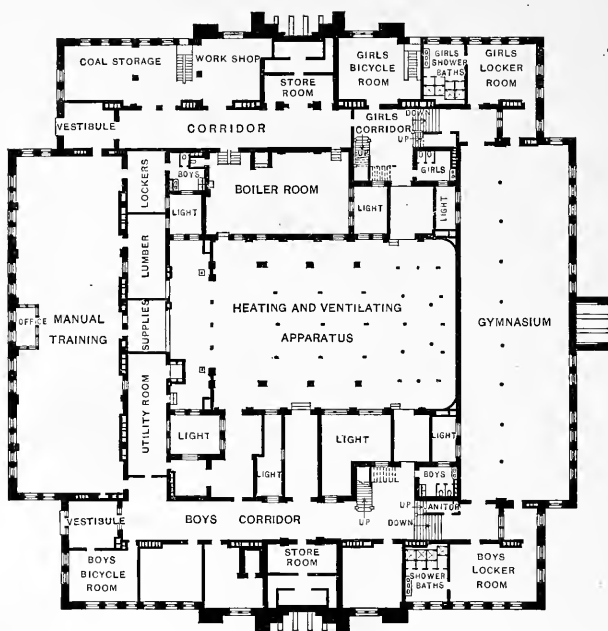 COAL STORAGE
WORK SHOP
STORE
ROOM
GIRLS
BICYCLE
ROOM
GIRLS
SHOWER
BATHS
GIRLS
LOCKER
ROOM
VESTIBULE
CORRIDOR
GIRLS
CORRIDOR
DOWN
UP
UP
LOCKERS
BOYS
BOILER ROOM
GIRLS
LIGHT
LIGHT
LIGHT
LUMBER
OFFICE
MANUAL
TRAINING
SUPPLIES
HEATING AND VENTILATING
APPARATUS
GYMNASIUM
UTILITY ROOM
LIGHT
LIGHT
LIGHT
LIGHT
BOYS
VESTIBULE
BOYS CORRIDOR
UP
UP
DOWN
JANITOR
BOYS
BICYCLE
ROOM
STORE
ROOM
SHOWER
BATHS
BOYS
LOCKER
ROOM